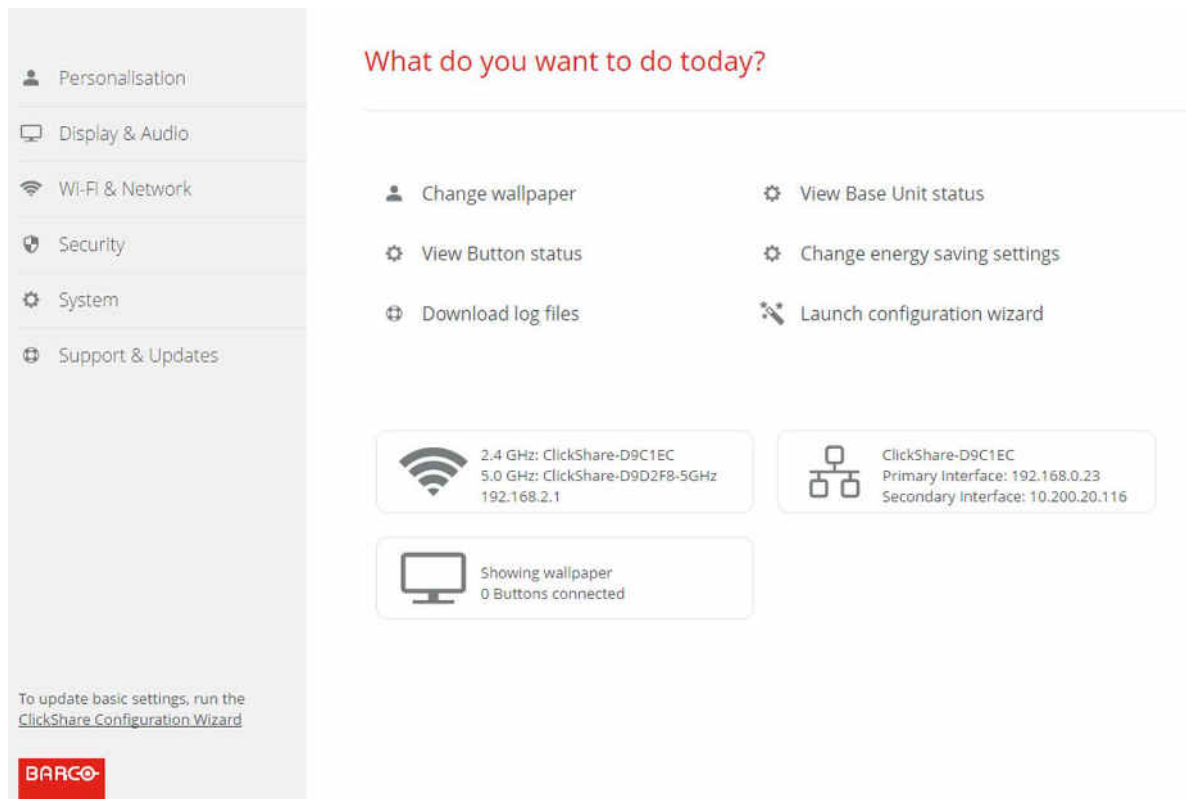 Personalisation
Display & Audio
Wi-Fi & Network
Security
System
Support & Updates
To update basic settings, run the
ClickShare Configuration Wizard
BARCO
What do you want to do today?
Change wallpaper
View Base Unit status
View Button status
Change energy saving settings
Download log files
Launch configuration wizard
2.4 GHz: ClickShare-D9C1EC
5.0 GHz: ClickShare-D9D2F8-5GHz
192.168.2.1
ClickShare-D9C1EC
Primary Interface: 192.168.0.23
Secondary Interface: 10.200.20.116
Showing wallpaper
0 Buttons connected